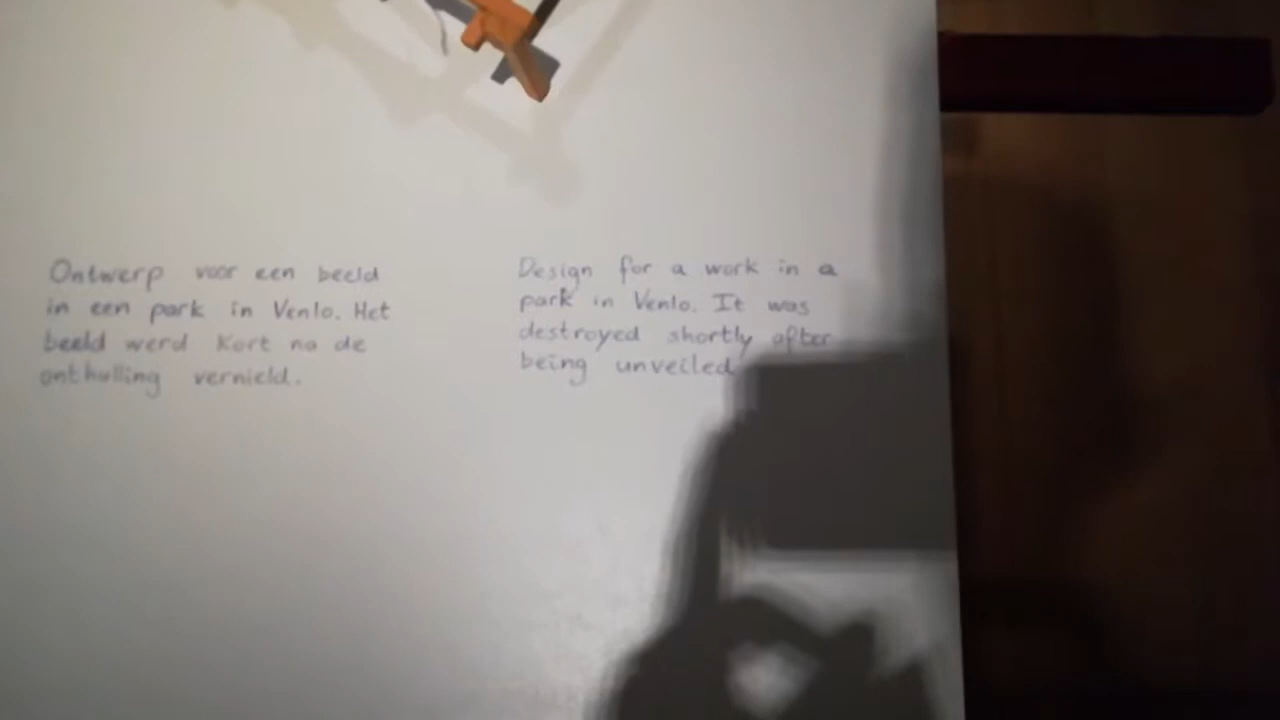 Ontwerp voor een beeld
in een park in Venlo. Het
beeld werd kort na de
onthulling vernield.
Design for a work in a
park in Venlo. It was
destroyed shortly after
being unveiled